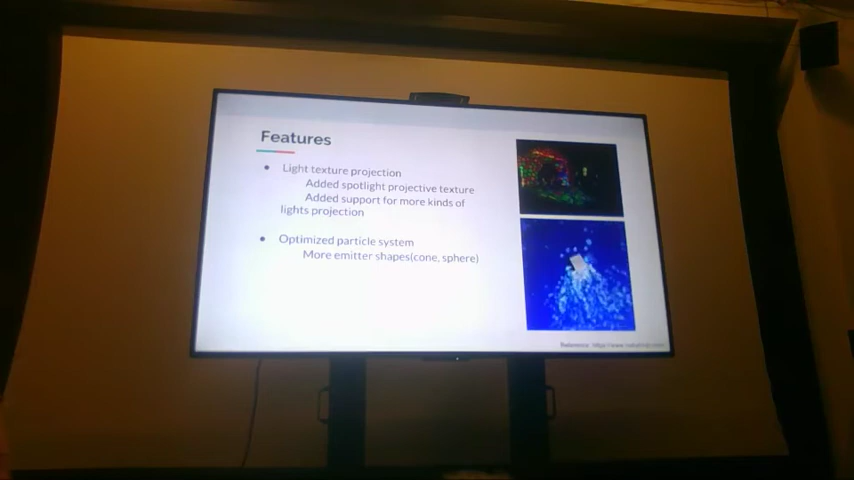 Features
● Light texture projection
Added spotlight projective texture
Added support for more kinds of
lights projection
● Optimized particle system
More emitter shapes(cone, sphere)